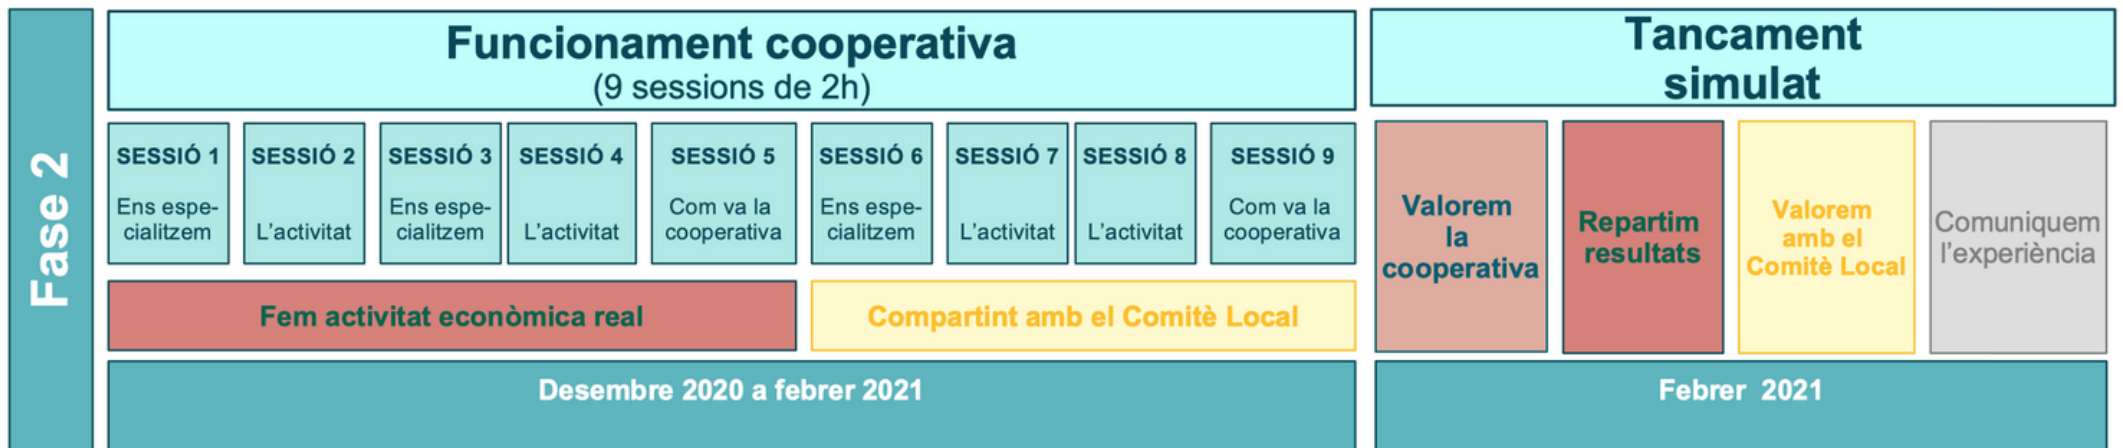 Fase 2
Funcionament cooperativa
(9 sessions de 2h)
Tancament
simulat
SESSIÓ 1
Ens espe-
cialitzem
SESSIÓ 2
L'activitat
SESSIÓ 3
Ens espe-
cialitzem
SESSIÓ 4
L'activitat
SESSIÓ 5
Com va la
cooperativa
SESSIÓ 6
Ens espe-
cialitzem
SESSIÓ 7
L'activitat
SESSIÓ 8
L'activitat
SESSIÓ 9
Com va la
cooperativa
Valorem
la
cooperativa
Repartim
resultats
Valorem
amb el
Comitè Local
Comuniquem
l'experiència
Fem activitat econòmica real
Compartint amb el Comitè Local
Desembre 2020 a febrer 2021
Febrer 2021